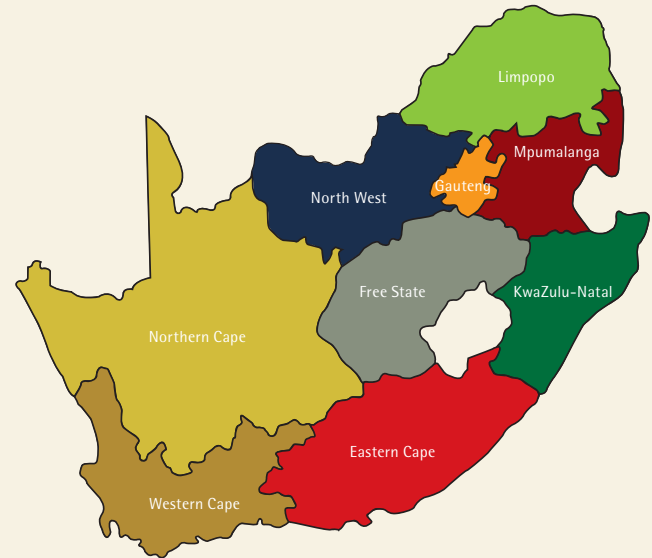 Limpopo
Mpumalanga
Gauteng
North West
Free State
KwaZulu-Natal
Northern Cape
Eastern Cape
Western Cape